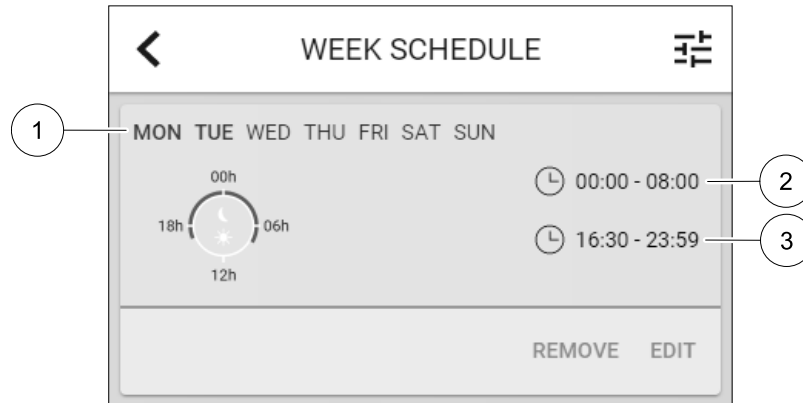 WEEK SCHEDULE
1
MON TUE WED THU FRI SAT SUN
00h
00:00 - 08:00
2
18h
06h
16:30 - 23:59
3
12h
REMOVE EDIT